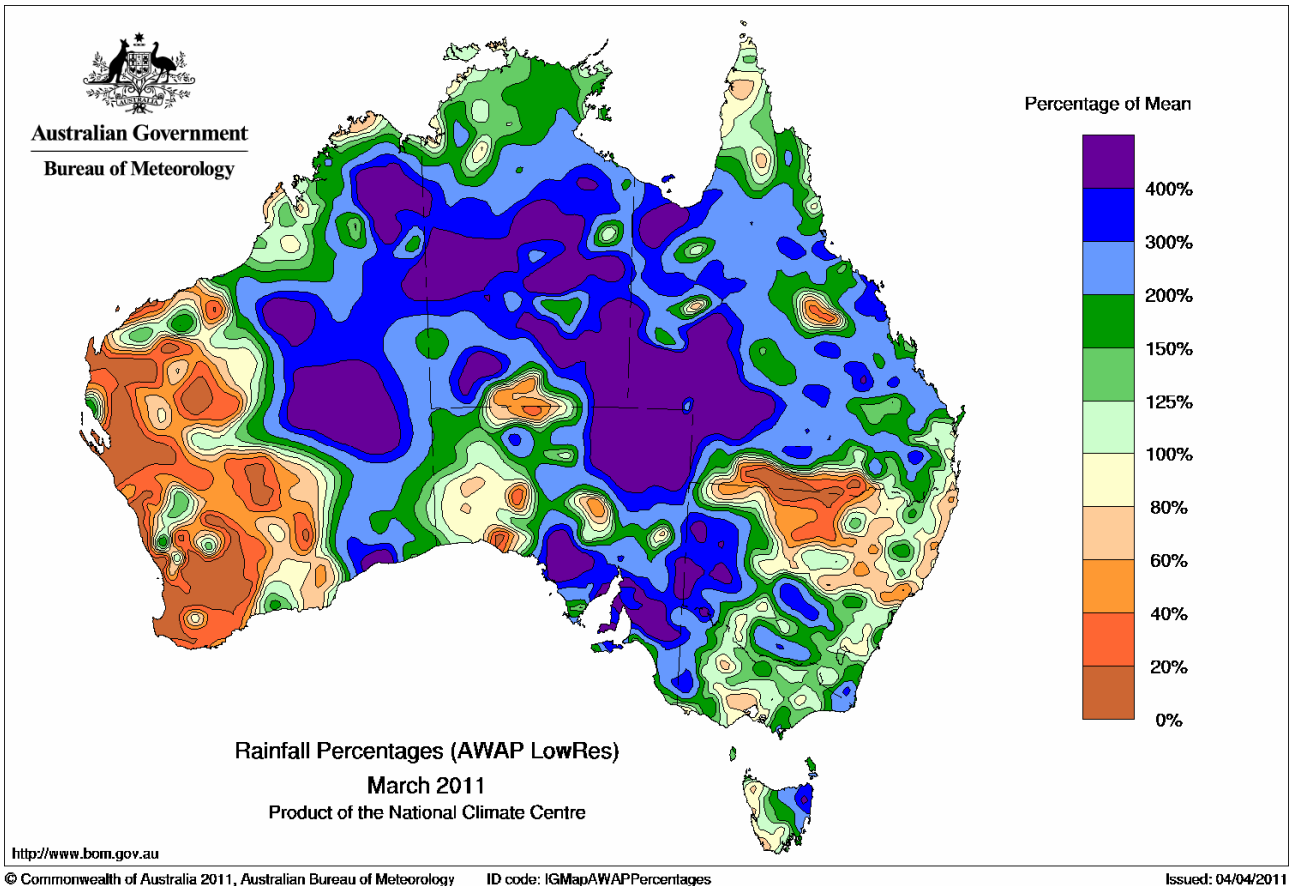 AUSTRALIA
Australian Government
Bureau of Meteorology
Percentage of Mean
400%
300%
200%
150%
125%
100%
80%
60%
40%
20%
0%
Rainfall Percentages (AWAP LowRes)
March 2011
Product of the National Climate Centre
http://www.bom.gov.au
© Commonwealth of Australia 2011, Australian Bureau of Meteorology ID code: IGMapAWAPPercentages Issued: 04/04/2011